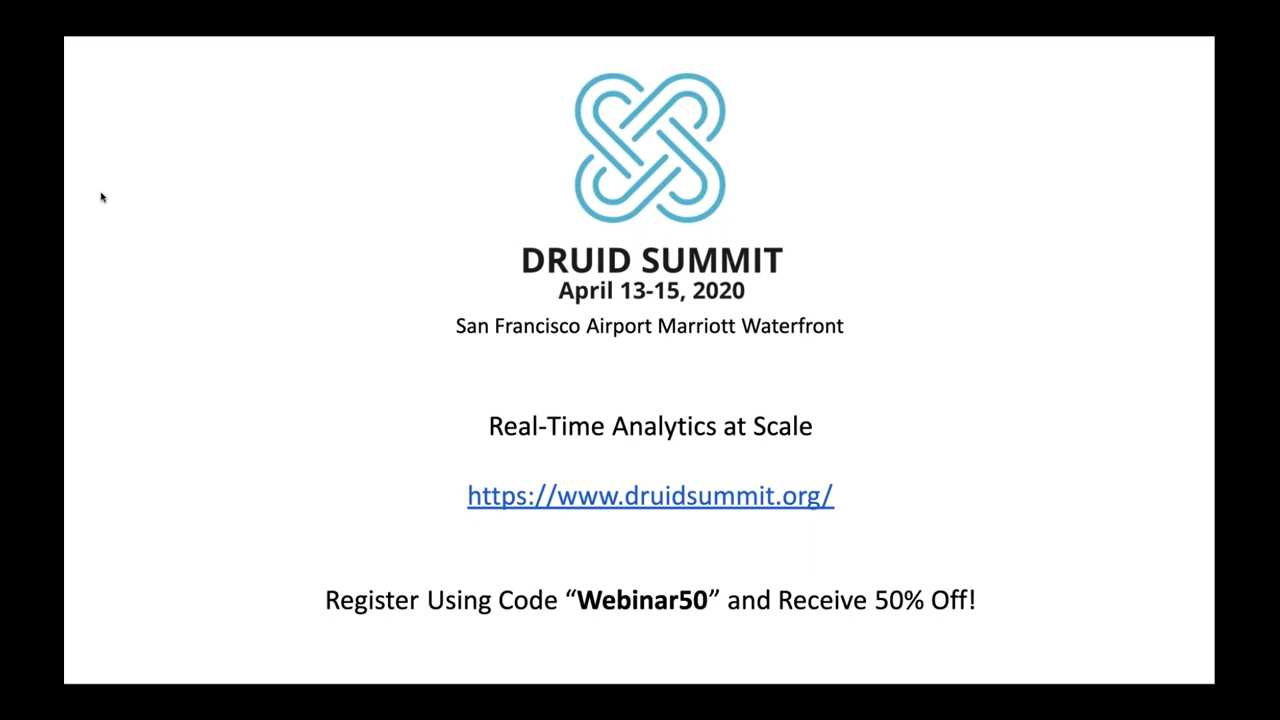 DRUID SUMMIT
April 13-15, 2020
San Francisco Airport Marriott Waterfront
Real-Time Analytics at Scale
https://www.druidsummit.org/
Register Using Code “Webinar50” and Receive 50% Off!